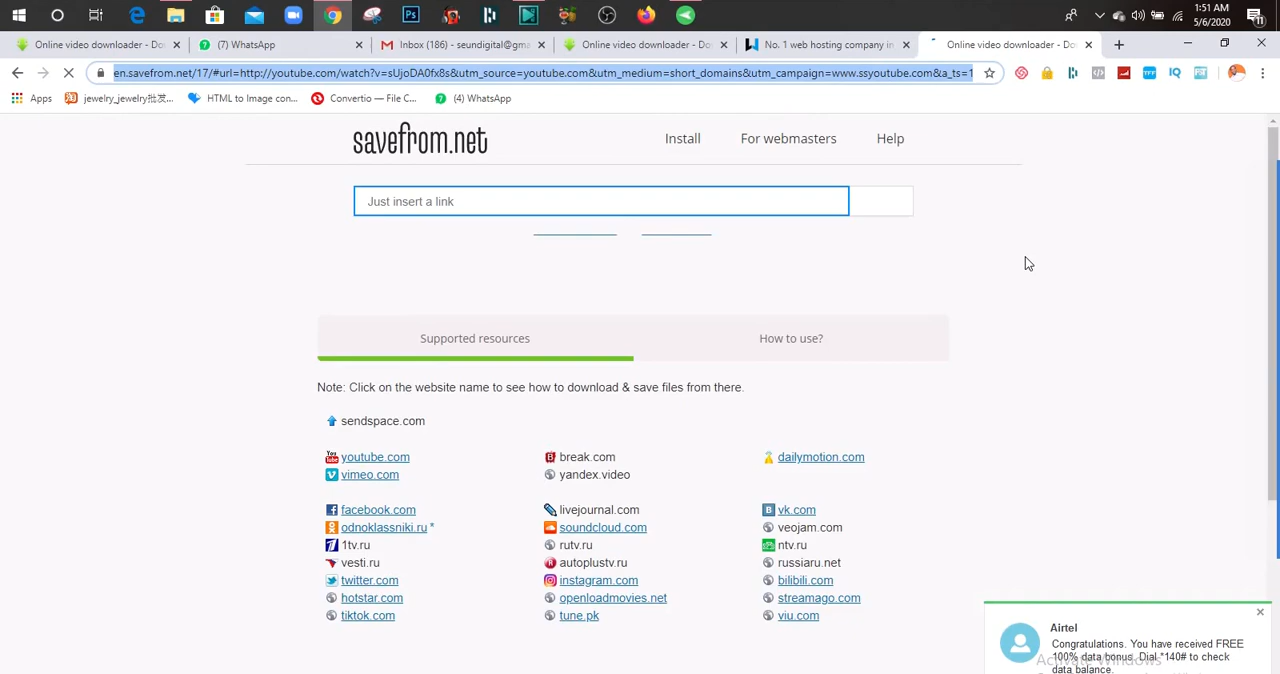 1:51 AM
5/6/2020
11
Online video downloader - Do
(7) WhatsApp
Inbox (186) - seundigital@gma
Online video downloader - Do
No. 1 web hosting company in
Online video downloader - Do
en.savefrom.net/17/#url=http://youtube.com/watch?v=sUjoDAvfx8s&utm_source=youtube.com&utm_medium=short_domains&utm_campaign=www.ssyoutube.com&a_ts=1
Apps
jewelry_jewelry批发...
HTML to Image con...
Convertio — File C...
(4) WhatsApp
savefrom.net
Install
For webmasters
Help
Just insert a link
Supported resources
How to use?
Note: Click on the website name to see how to download & save files from there.
sendspace.com
youtube.com
break.com
dailymotion.com
vimeo.com
yandex.video
facebook.com
livejournal.com
vk.com
odnoklassniki.ru *
soundcloud.com
veojam.com
1tv.ru
rutv.ru
ntv.ru
vesti.ru
autoplustv.ru
russiaru.net
twitter.com
instagram.com
bilibili.com
hotstar.com
openloadmovies.net
streamago.com
tiktok.com
tune.pk
viu.com
Airtel
Congratulations. You have received FREE
100% data bonus. Dial *140# to check
data balance.
Activate Windows